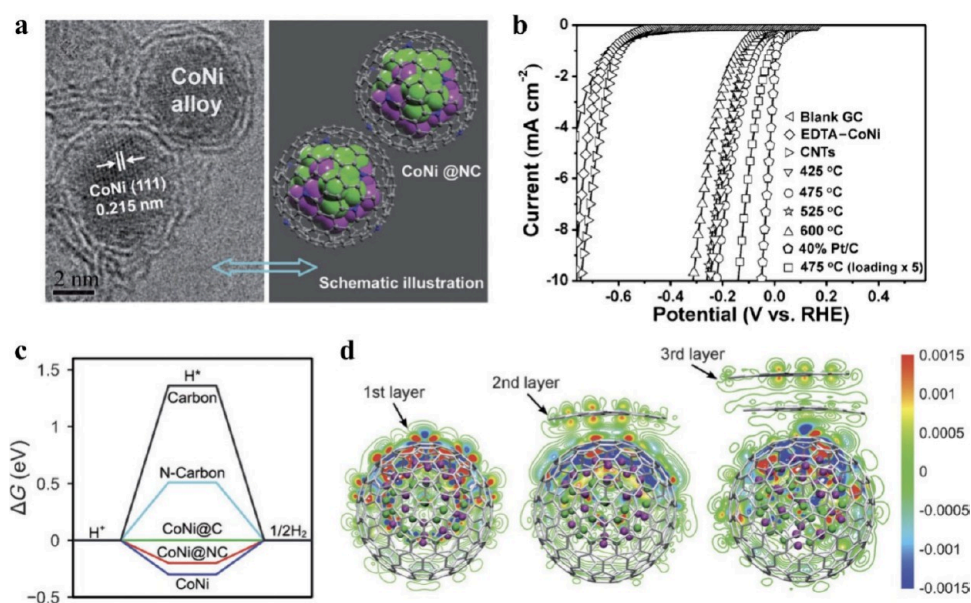 a
CoNi
alloy
CoNi (111)
0.215 nm
2 nm
CoNi @NC
Schematic illustration
b
Current (mA cm⁻²)
0
-2
-4
-6
-8
-10
-0.6
-0.4
-0.2
0.0
0.2
0.4
Potential (V vs. RHE)
Blank GC
EDTA-CoNi
CNTs
425 °C
475 °C
525 °C
600 °C
40% Pt/C
475 °C (loading x 5)
c
ΔG (eV)
1.5
1
0.5
0
-0.5
H*
Carbon
N-Carbon
CoNi@C
H⁺
1/2H₂
CoNi@NC
CoNi
d
1st layer
2nd layer
3rd layer
0.0015
0.001
0.0005
0
-0.0005
-0.001
-0.0015